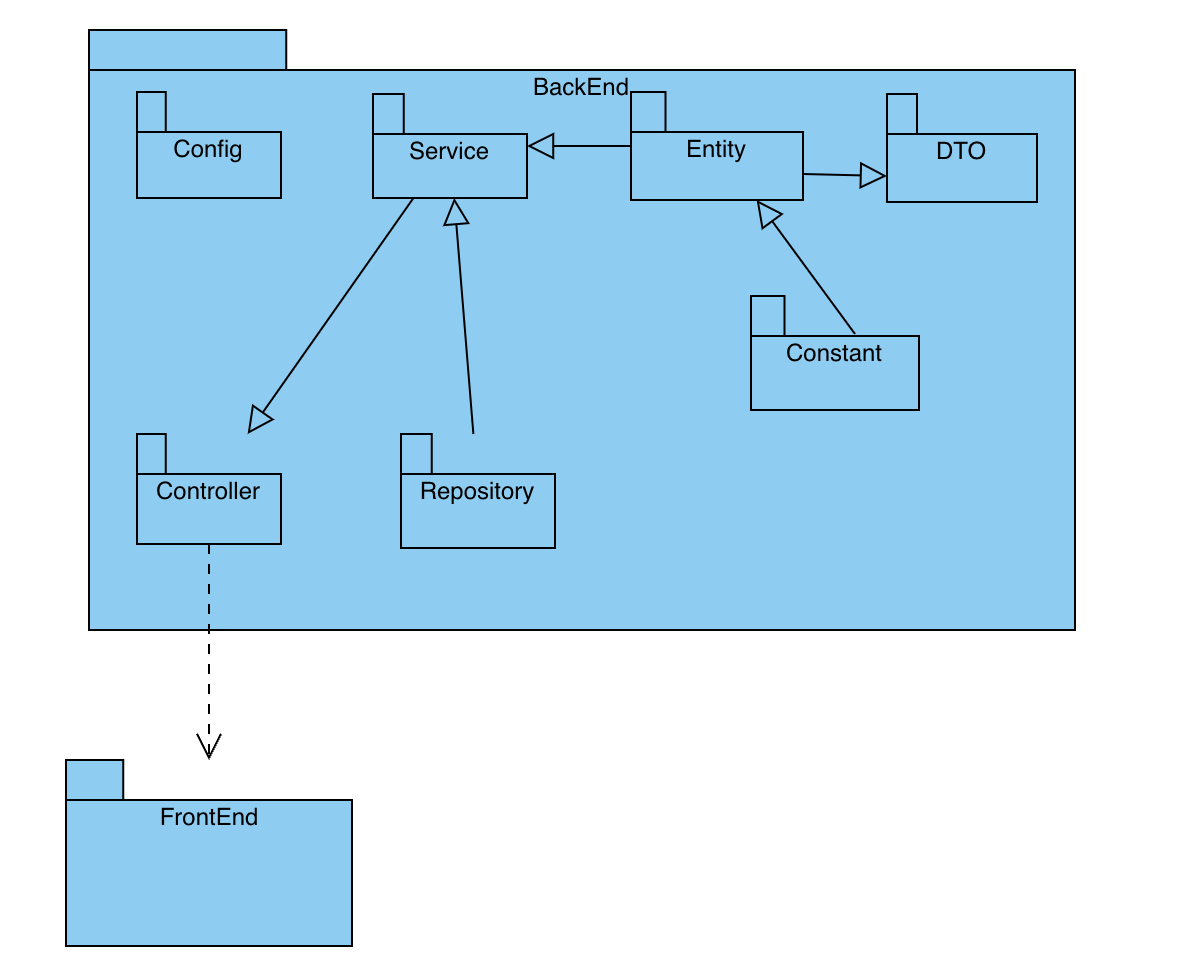 BackEnd
Config
Service
Entity
DTO
Constant
Controller
Repository
FrontEnd